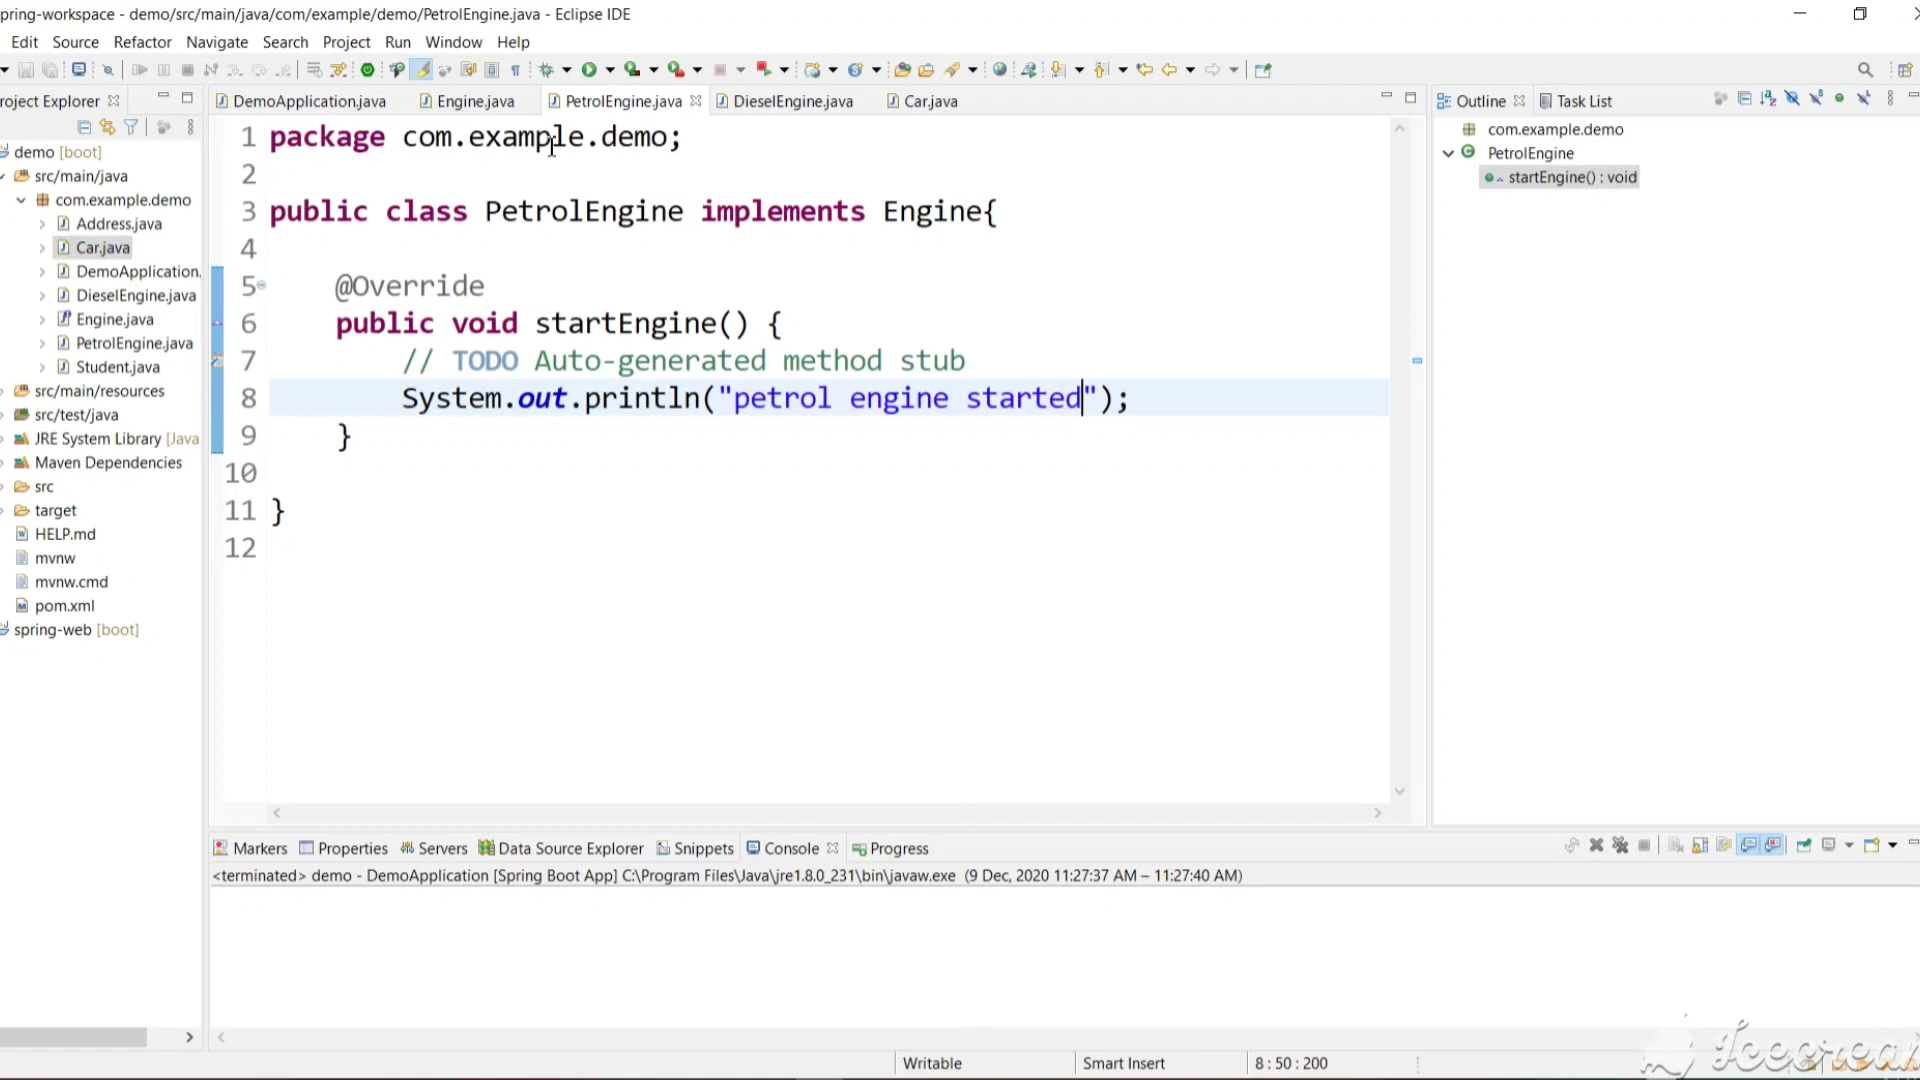 pring-workspace - demo/src/main/java/com/example/demo/PetrolEngine.java - Eclipse IDE
Edit Source Refactor Navigate Search Project Run Window Help
roject Explorer
DemoApplication.java Engine.java PetrolEngine.java DieselEngine.java Car.java
Outline Task List
demo [boot]
src/main/java
com.example.demo
Address.java
Car.java
DemoApplication.
DieselEngine.java
Engine.java
PetrolEngine.java
Student.java
src/main/resources
src/test/java
JRE System Library [Java
Maven Dependencies
src
target
HELP.md
mvnw
mvnw.cmd
pom.xml
spring-web [boot]
1 package com.example.demo;
2
3 public class PetrolEngine implements Engine{
4
5 @Override
6 public void startEngine() {
7 // TODO Auto-generated method stub
8 System.out.println("petrol engine started");
9 }
10
11 }
12
com.example.demo
PetrolEngine
startEngine() : void
Markers Properties Servers Data Source Explorer Snippets Console Progress
<terminated> demo - DemoApplication [Spring Boot App] C:\Program Files\Java\jre1.8.0_231\bin\javaw.exe (9 Dec, 2020 11:27:37 AM – 11:27:40 AM)
Writable Smart Insert 8 : 50 : 200
Icecrea